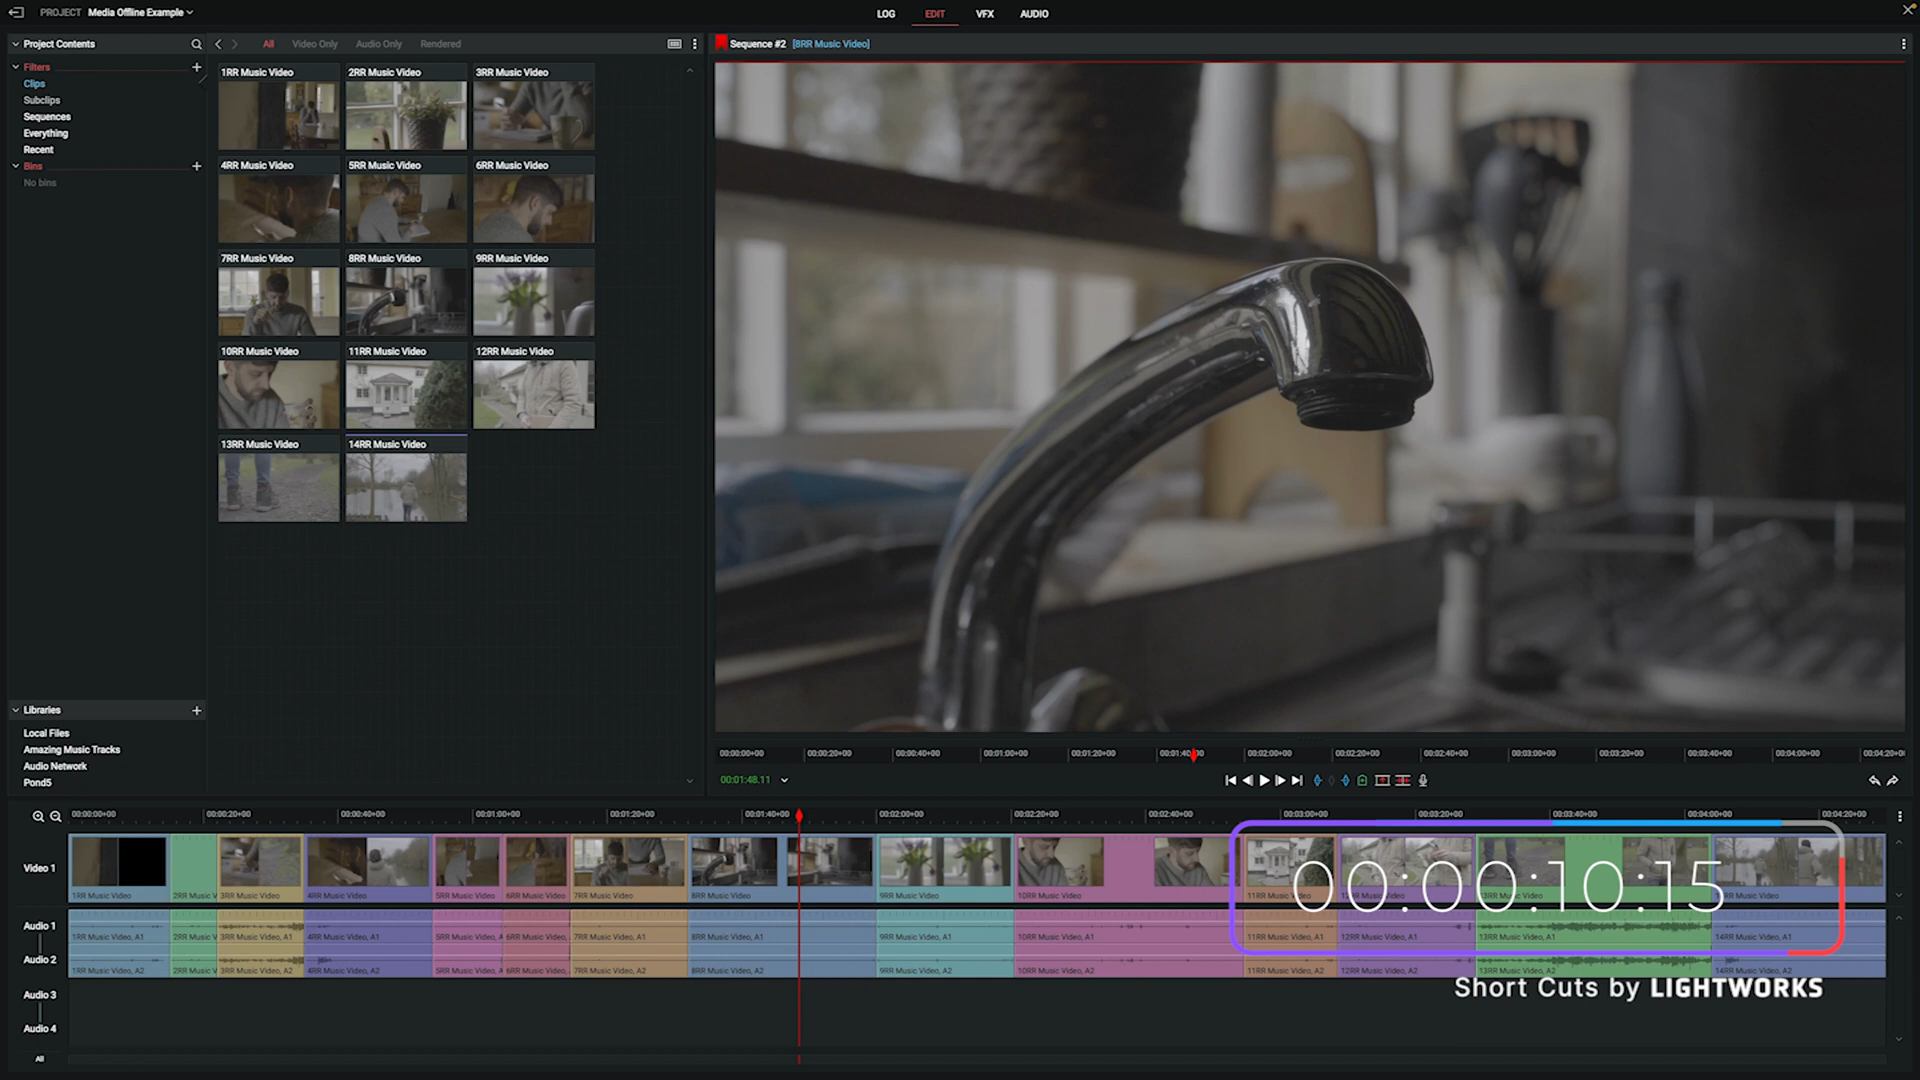 PROJECT Media Offline Example
LOG EDIT VFX AUDIO
Project Contents
All Video Only Audio Only Rendered
Sequence #2 [8RR Music Video]
Filters
Clips
Subclips
Sequences
Everything
Recent
Bins
No bins
1RR Music Video 2RR Music Video 3RR Music Video
4RR Music Video 5RR Music Video 6RR Music Video
7RR Music Video 8RR Music Video 9RR Music Video
10RR Music Video 11RR Music Video 12RR Music Video
13RR Music Video 14RR Music Video
Libraries
Local Files
Amazing Music Tracks
Audio Network
Pond5
00:00:00+00 00:00:20+00 00:00:40+00 00:01:00+00 00:01:20+00 00:01:40 00:02:00+00 00:02:20+00 00:02:40+00 00:03:00+00 00:03:20+00 00:03:40+00 00:04:00+00 00:04:20+0
00:01:48.11
00:00:00+00 00:00:20+00 00:00:40+00 00:01:00+00 00:01:20+00 00:01:40+00 00:02:00+00 00:02:20+00 00:02:40+00 00:03:00+00 00:03:20+00 00:03:40+00 00:04:00+00 00:04:20+00
Video 1
1RR Music Video 2RR Music V 3RR Music Video 4RR Music Video 5RR Music Video 6RR Music Video 7RR Music Video 8RR Music Video 9RR Music Video 10RR Music Video 11RR Music Video
00:00:10:15
Audio 1
1RR Music Video, A1 2RR Music V 3RR Music Video, A1 4RR Music Video, A1 5RR Music Video, A 6RR Music Video, A 7RR Music Video, A1 8RR Music Video, A1 9RR Music Video, A1 10RR Music Video, A1 11RR Music Video, A1 12RR Music Video, A1 13RR Music Video, A1 14RR Music Video, A1
Audio 2
1RR Music Video, A2 2RR Music V 3RR Music Video, A2 4RR Music Video, A2 5RR Music Video, A 6RR Music Video, A 7RR Music Video, A2 8RR Music Video, A2 9RR Music Video, A2 10RR Music Video, A2 11RR Music Video, A2 12RR Music Video, A2 13RR Music Video, A2 14RR Music Video, A2
Short Cuts by LIGHTWORKS
Audio 3
Audio 4
All